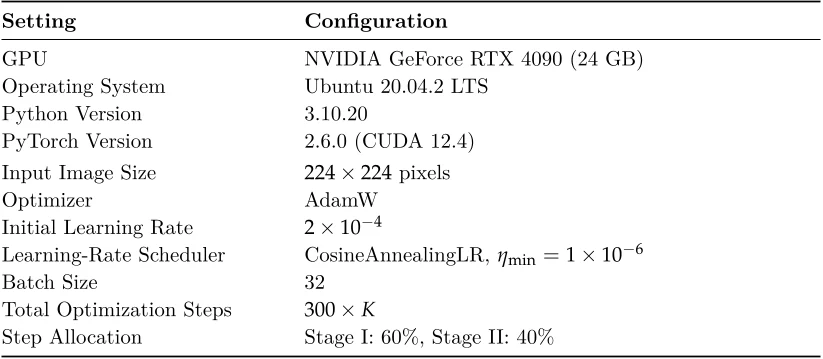 Setting Configuration
GPU NVIDIA GeForce RTX 4090 (24 GB)
Operating System Ubuntu 20.04.2 LTS
Python Version 3.10.20
PyTorch Version 2.6.0 (CUDA 12.4)
Input Image Size 224 × 224 pixels
Optimizer AdamW
Initial Learning Rate 2 × 10⁻⁴
Learning-Rate Scheduler CosineAnnealingLR, η_min = 1 × 10⁻⁶
Batch Size 32
Total Optimization Steps 300 × K
Step Allocation Stage I: 60%, Stage II: 40%